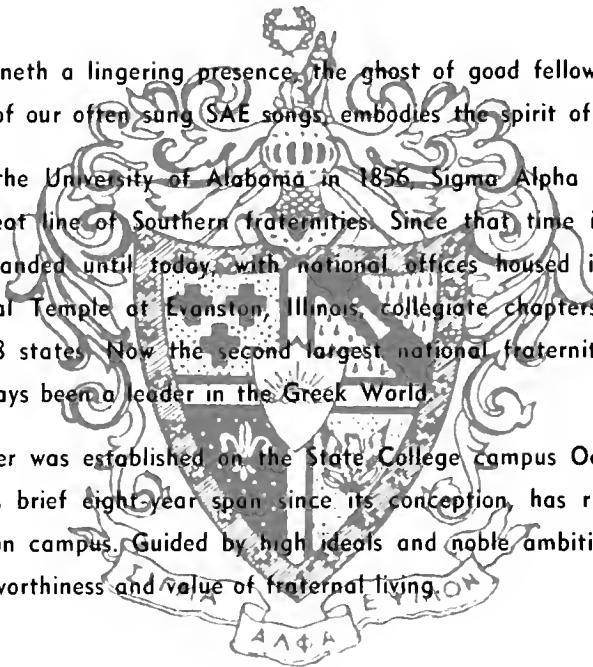 neth a lingering presence, the ghost of good fellow
of our often sung SAE songs, embodies the spirit of
the University of Alabama in 1856, Sigma Alpha
eat line of Southern fraternities. Since that time i
anded until today, with national offices housed i
al Temple at Evanston, Illinois, collegiate chapters
8 states. Now the second largest national fraternit
ays been a leader in the Greek World.
er was established on the State College campus Oc
brief eight-year span since its conception, has r
n campus. Guided by high ideals and noble ambiti
worthiness and value of fraternal living.
ΣΙΓΜΑ ΕΨΙΛΟΝ
ΑΛΦΑ